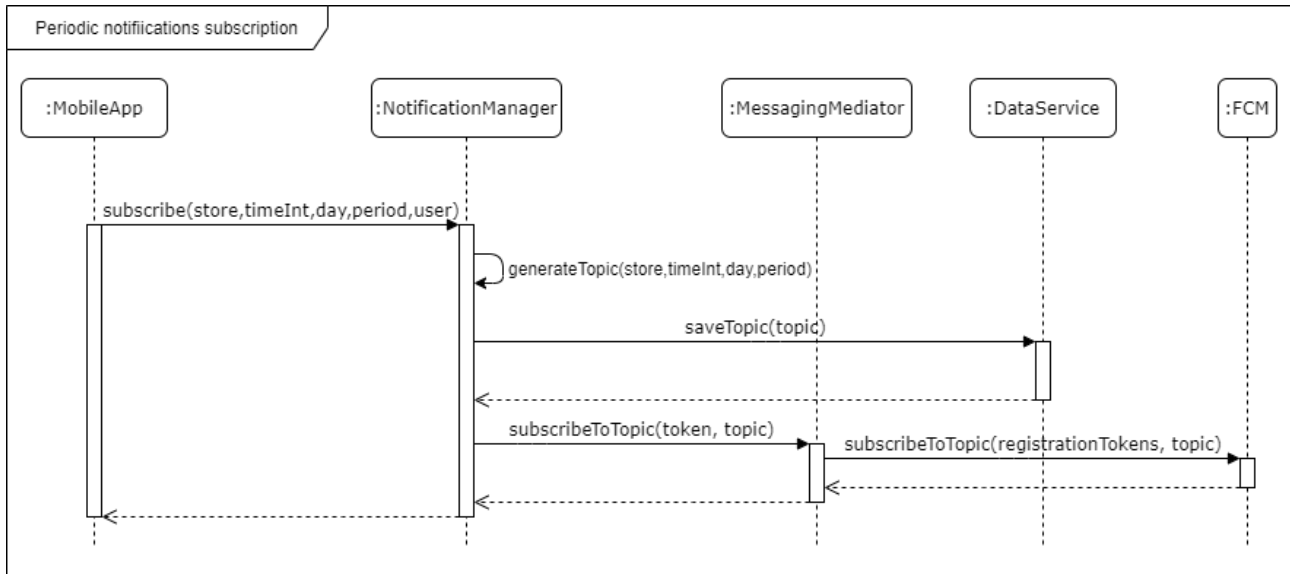 Periodic notifiications subscription
:MobileApp
:NotificationManager
:MessagingMediator
:DataService
:FCM
subscribe(store,timeInt,day,period,user)
generateTopic(store,timeInt,day,period)
saveTopic(topic)
subscribeToTopic(token, topic)
subscribeToTopic(registrationTokens, topic)